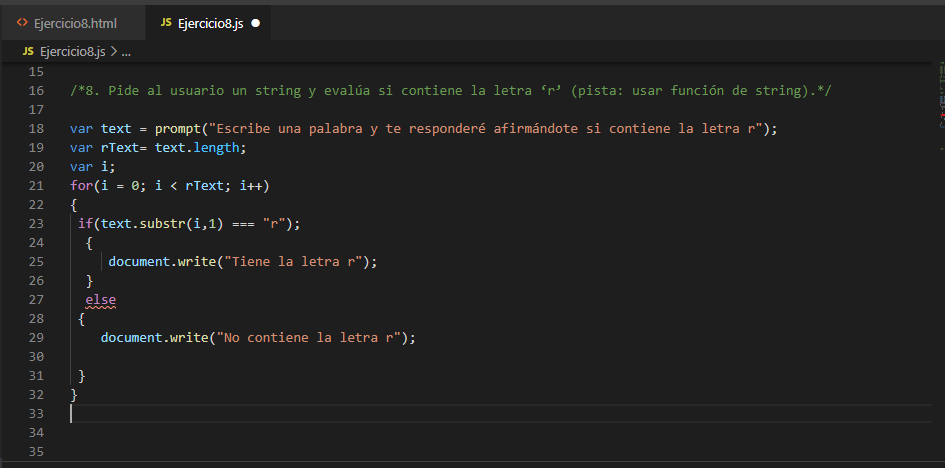 <> Ejercicio8.html JS Ejercicio8.js ●
JS Ejercicio8.js > ...
15
16 /*8. Pide al usuario un string y evalúa si contiene la letra ‘r’ (pista: usar función de string).*/
17
18 var text = prompt("Escribe una palabra y te responderé afirmándote si contiene la letra r");
19 var rText= text.length;
20 var i;
21 for(i = 0; i < rText; i++)
22 {
23 if(text.substr(i,1) === "r");
24 {
25 document.write("Tiene la letra r");
26 }
27 else
28 {
29 document.write("No contiene la letra r");
30
31 }
32 }
33
34
35